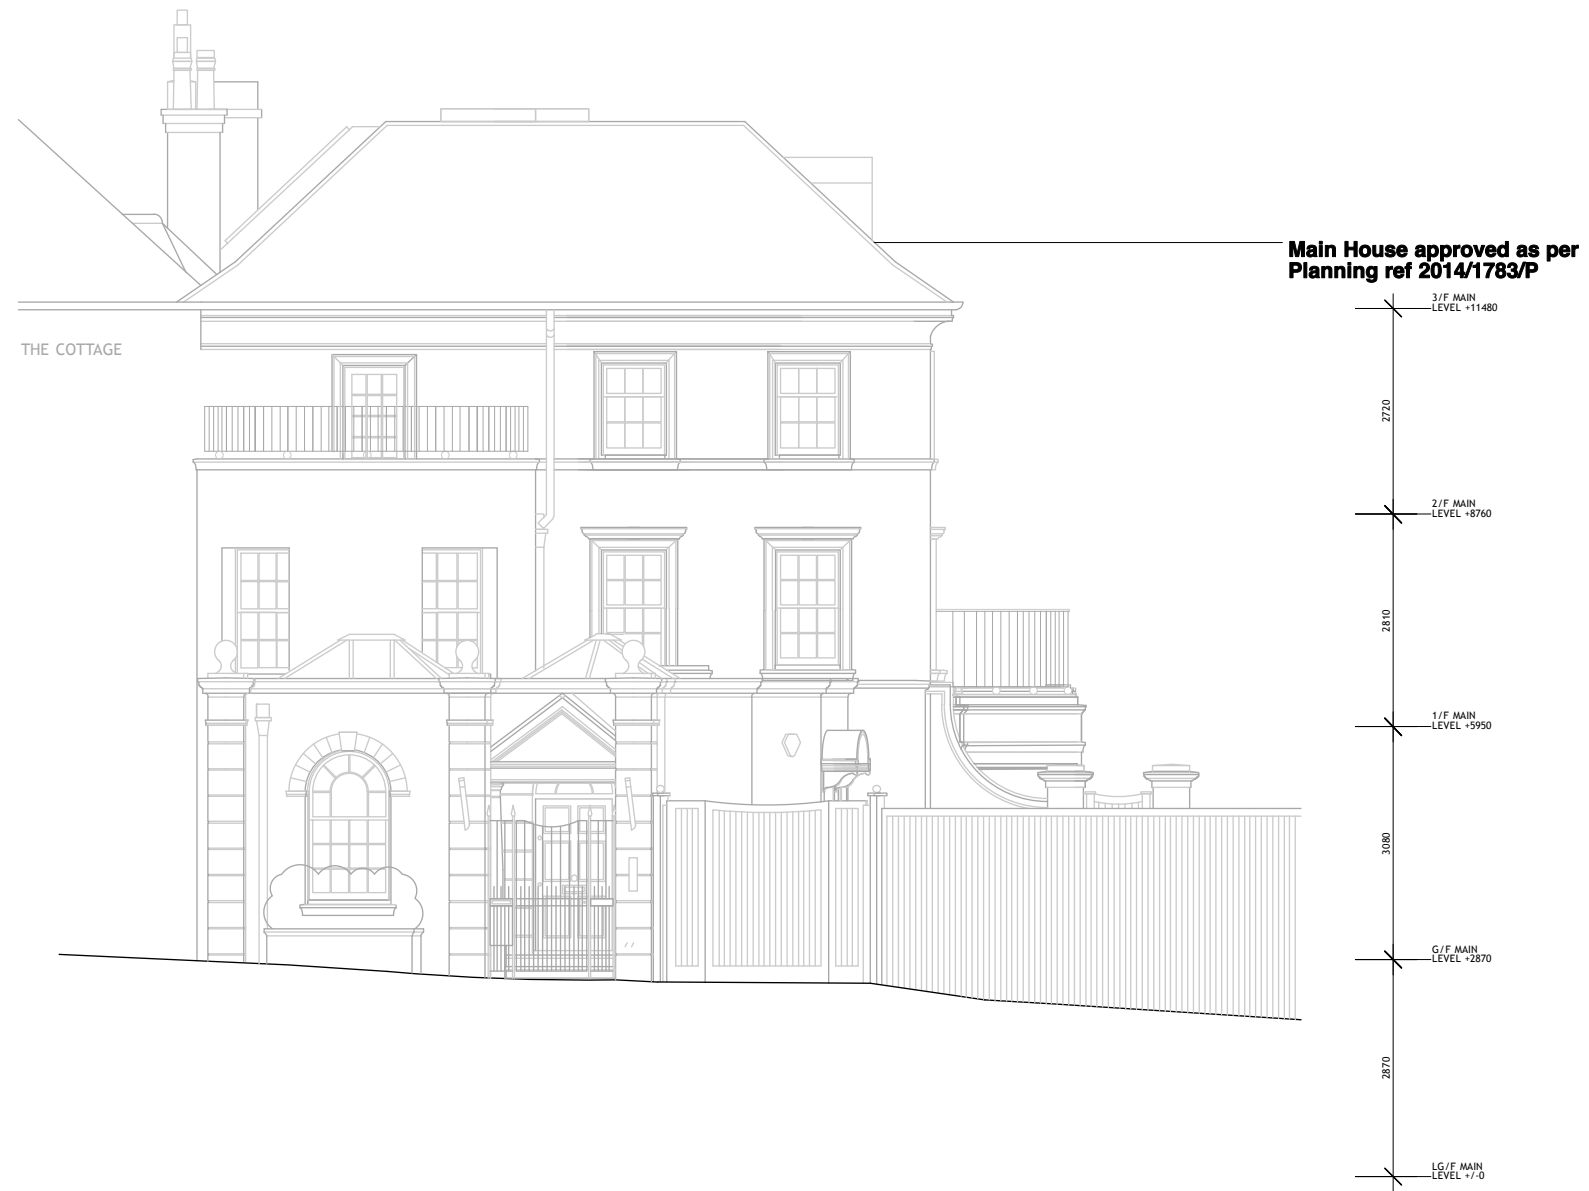 Main House approved as per
Planning ref 2014/1783/P
3/F MAIN
LEVEL +11480
THE COTTAGE
2720
2/F MAIN
LEVEL +8760
2810
1/F MAIN
LEVEL +5950
3080
G/F MAIN
LEVEL +2870
2870
LG/F MAIN
LEVEL +/-0